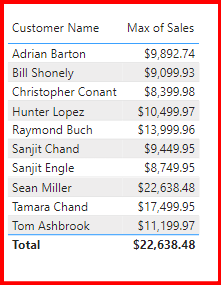 Customer Name Max of Sales
Adrian Barton $9,892.74
Bill Shonely $9,099.93
Christopher Conant $8,399.98
Hunter Lopez $10,499.97
Raymond Buch $13,999.96
Sanjit Chand $9,449.95
Sanjit Engle $8,749.95
Sean Miller $22,638.48
Tamara Chand $17,499.95
Tom Ashbrook $11,199.97
Total $22,638.48